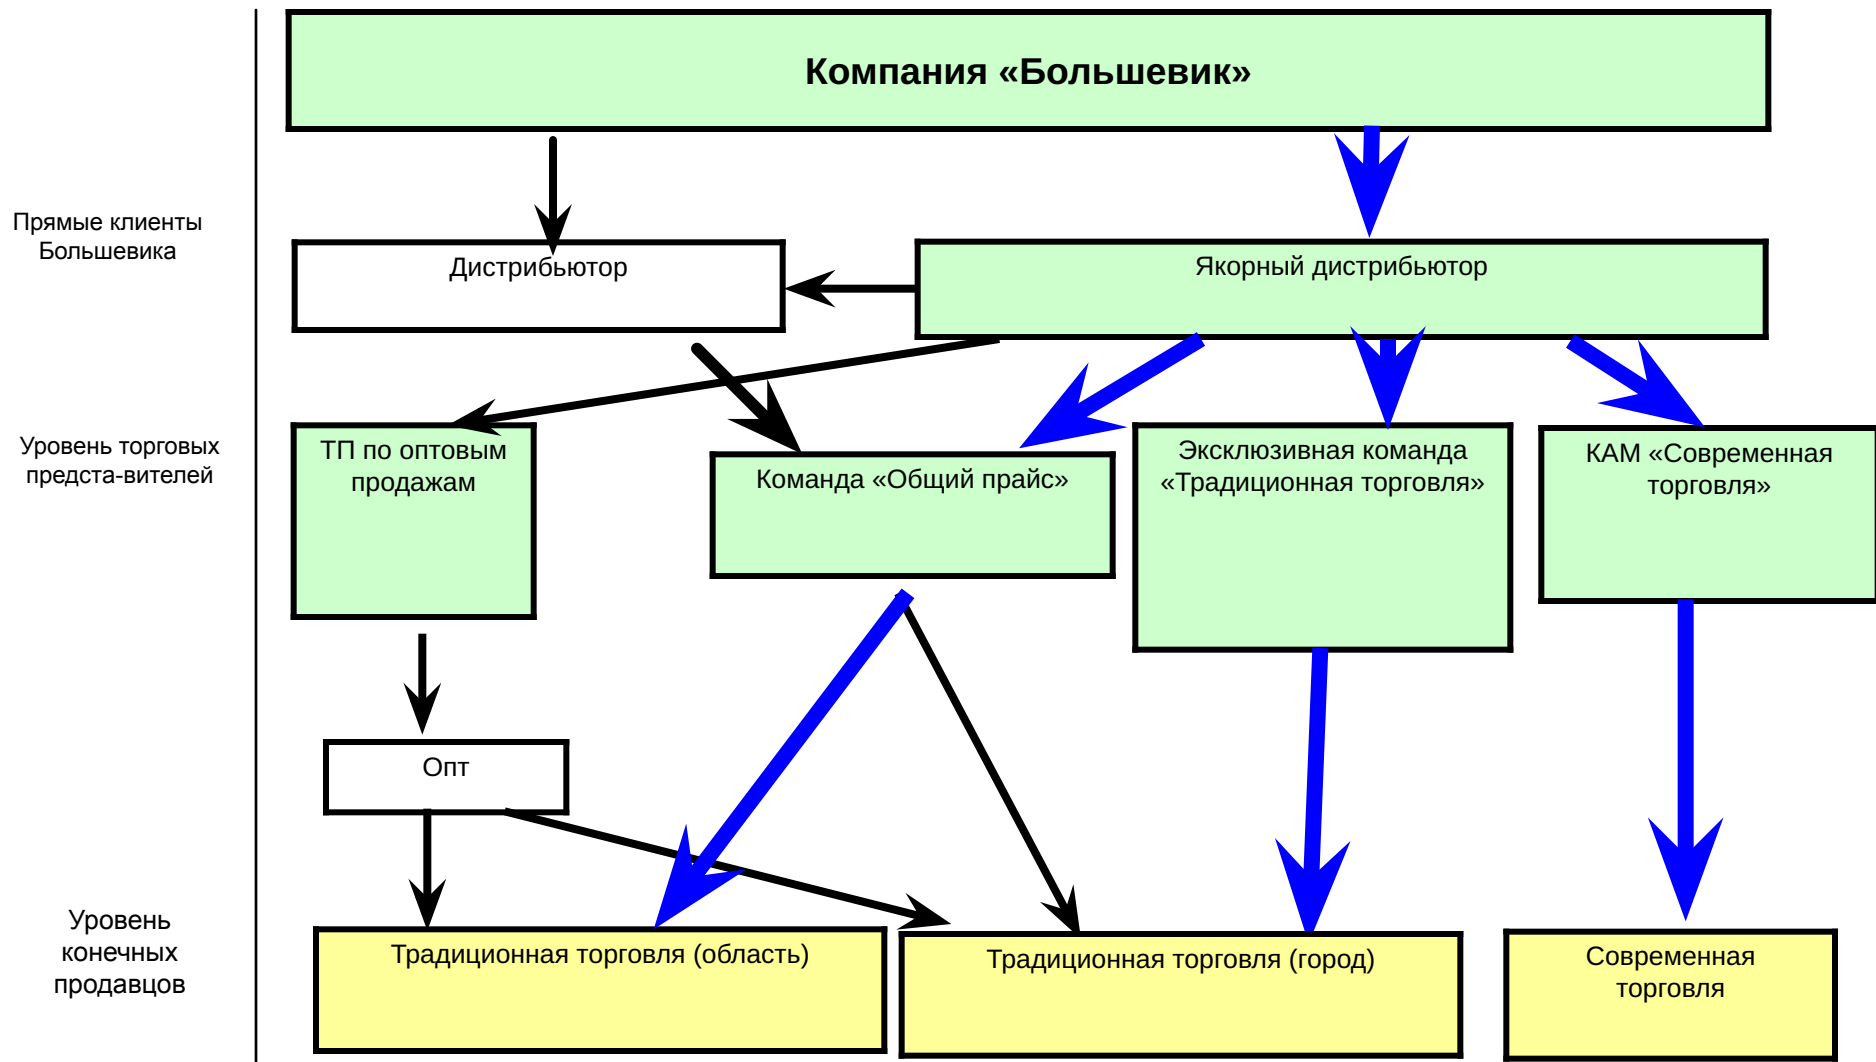 Компания «Большевик»
Прямые клиенты
Большевика
Дистрибьютор
Якорный дистрибьютор
Уровень торговых
предста-вителей
ТП по оптовым
продажам
Команда «Общий прайс»
Эксклюзивная команда
«Традиционная торговля»
КАМ «Современная
торговля»
Опт
Уровень
конечных
продавцов
Традиционная торговля (область)
Традиционная торговля (город)
Современная
торговля